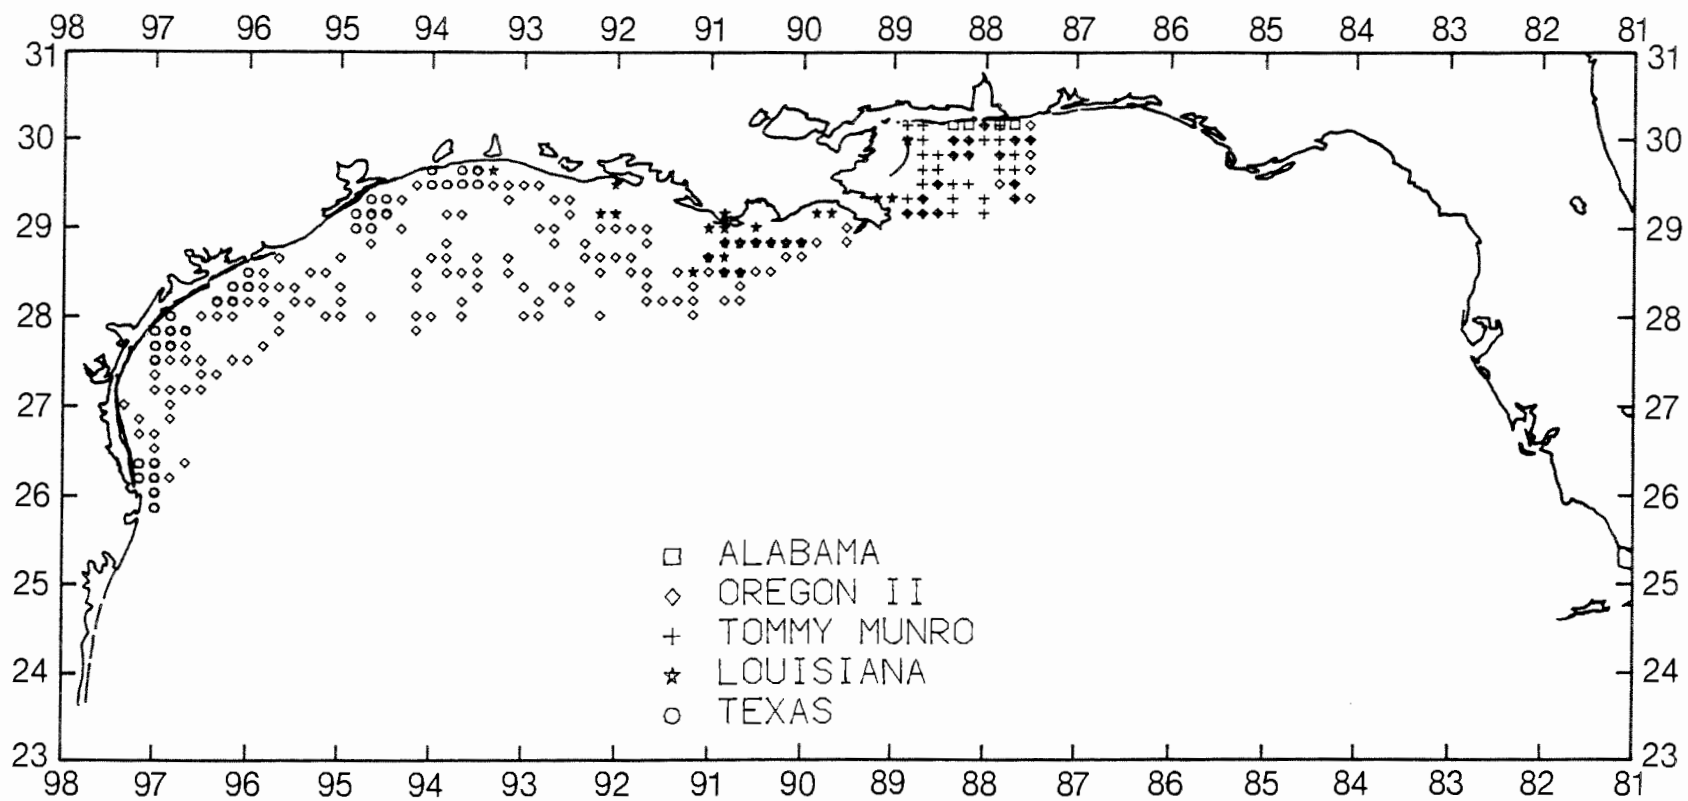 98 97 96 95 94 93 92 91 90 89 88 87 86 85 84 83 82 81
31 31
30 30
29 29
28 28
27 27
26 26
ALABAMA
25 25
OREGON II
TOMMY MUNRO
24 24
LOUISIANA
TEXAS
23 23
98 97 96 95 94 93 92 91 90 89 88 87 86 85 84 83 82 81